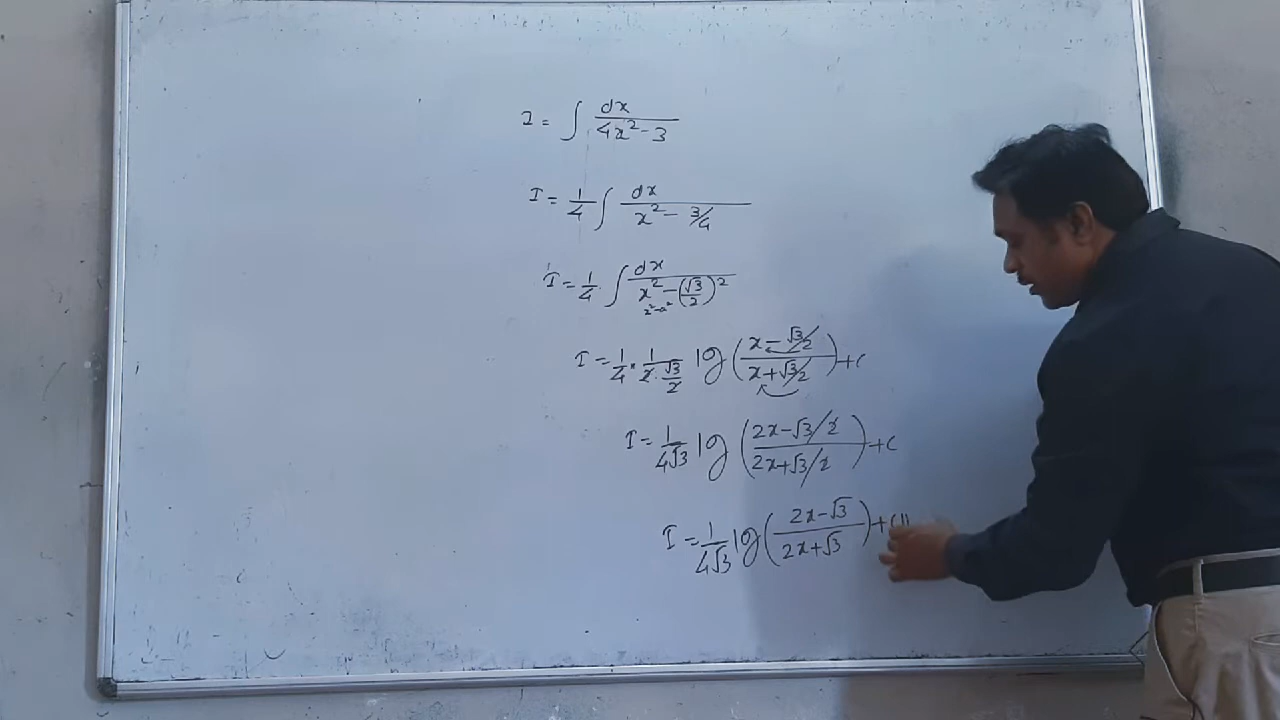 I = ∫ dx / 4x² - 3
I = 1/4 ∫ dx / x² - 3/4
I = 1/4 ∫ dx / x² - (√3/2)²
x² - a²
I = 1/4 * 1/2·√3/2 log (x - √3/2 / x + √3/2) + C
I = 1/4√3 log (2x - √3/2 / 2x + √3/2) + C
I = 1/4√3 log (2x - √3 / 2x + √3) + C